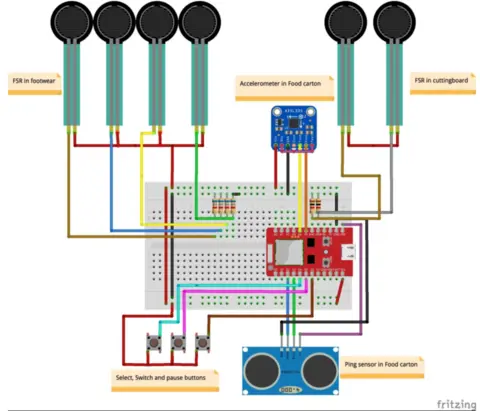 FSR in footwear
Accelerometer in Food carton
FSR in cuttingboard
Ping sensor in Food carton
Select, Switch and pause buttons
fritzing